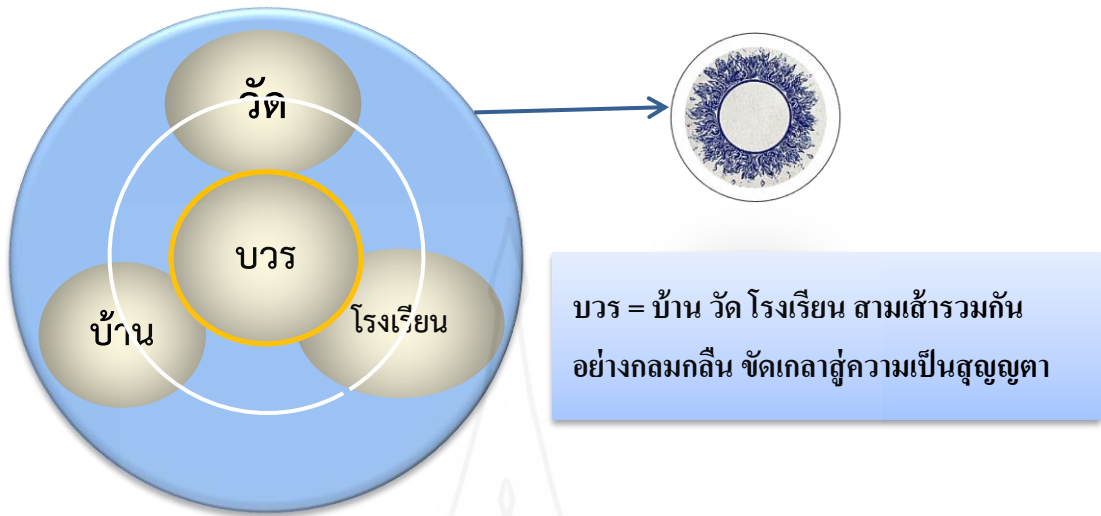 วัด
บวร
บ้าน
โรงเรียน
บวร = บ้าน วัด โรงเรียน สามเส้ารวมกัน
อย่างกลมกลืน ขัดเกลาสู่ความเป็นสุญญตา